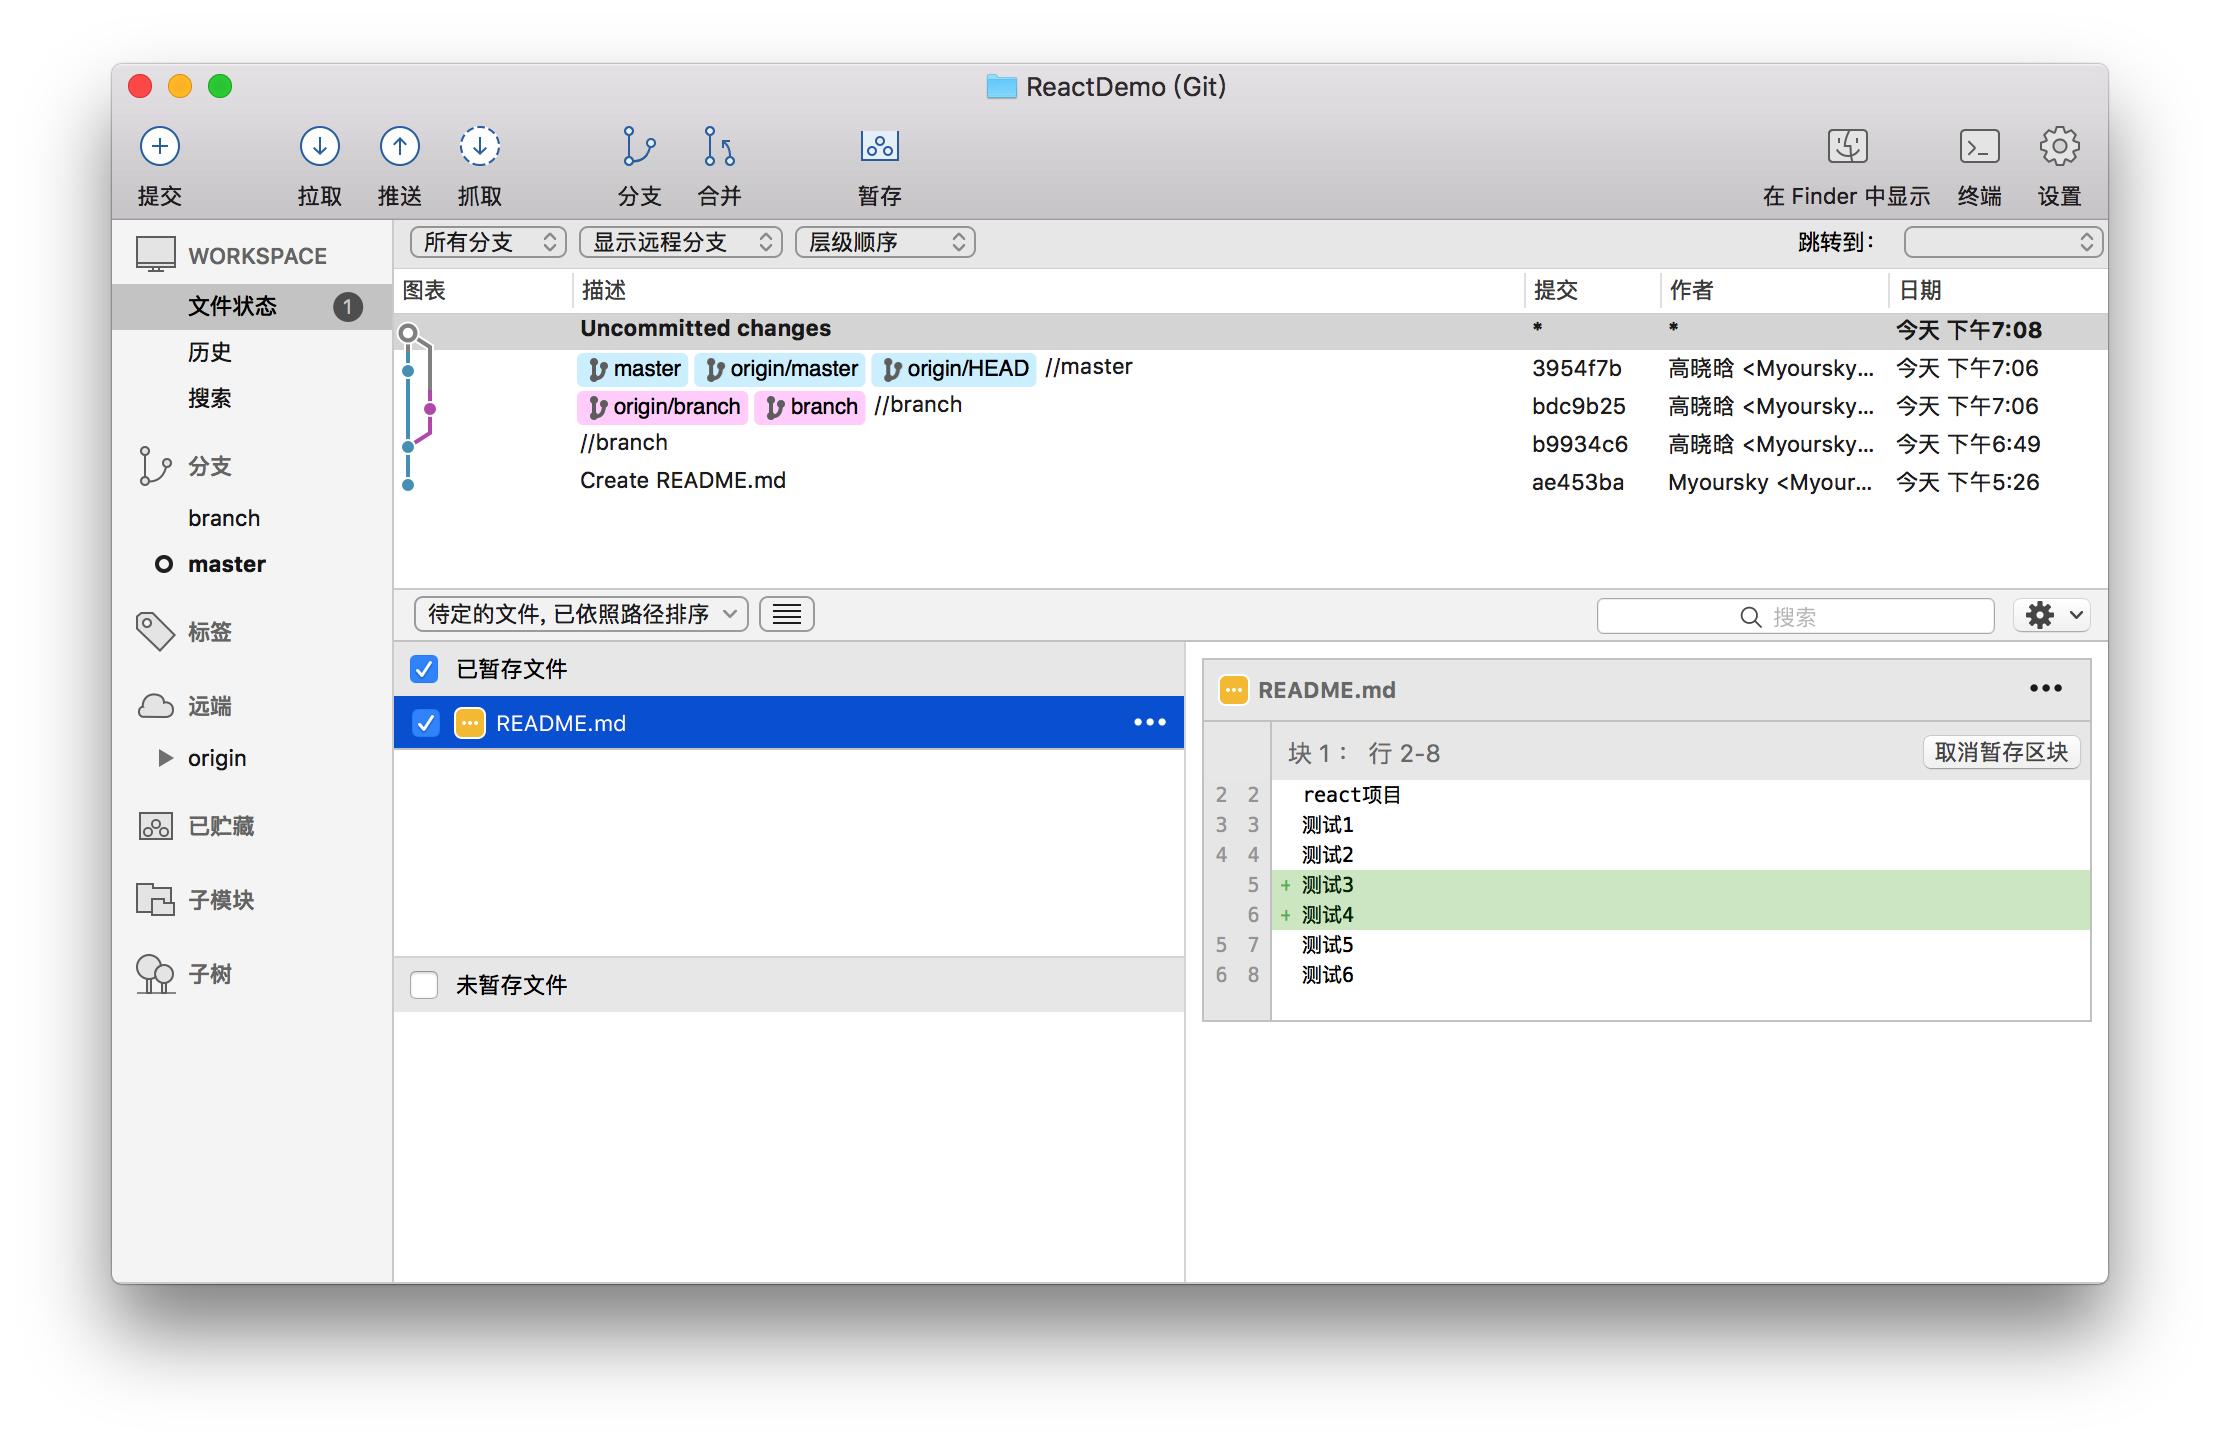 ReactDemo (Git)
提交 拉取 推送 抓取 分支 合并 暂存 在 Finder 中显示 终端 设置
WORKSPACE
文件状态 1
历史
搜索
分支
branch
master
标签
远端
origin
已贮藏
子模块
子树
所有分支 显示远程分支 层级顺序 跳转到：
图表 描述 提交 作者 日期
Uncommitted changes * * 今天 下午7:08
master origin/master origin/HEAD //master 3954f7b 高晓晗 <Myoursky... 今天 下午7:06
origin/branch branch //branch bdc9b25 高晓晗 <Myoursky... 今天 下午7:06
//branch b9934c6 高晓晗 <Myoursky... 今天 下午6:49
Create README.md ae453ba Myoursky <Myour... 今天 下午5:26
待定的文件, 已依照路径排序 搜索
已暂存文件
README.md
未暂存文件
README.md
块 1： 行 2-8 取消暂存区块
2 2 react项目
3 3 测试1
4 4 测试2
5 + 测试3
6 + 测试4
5 7 测试5
6 8 测试6